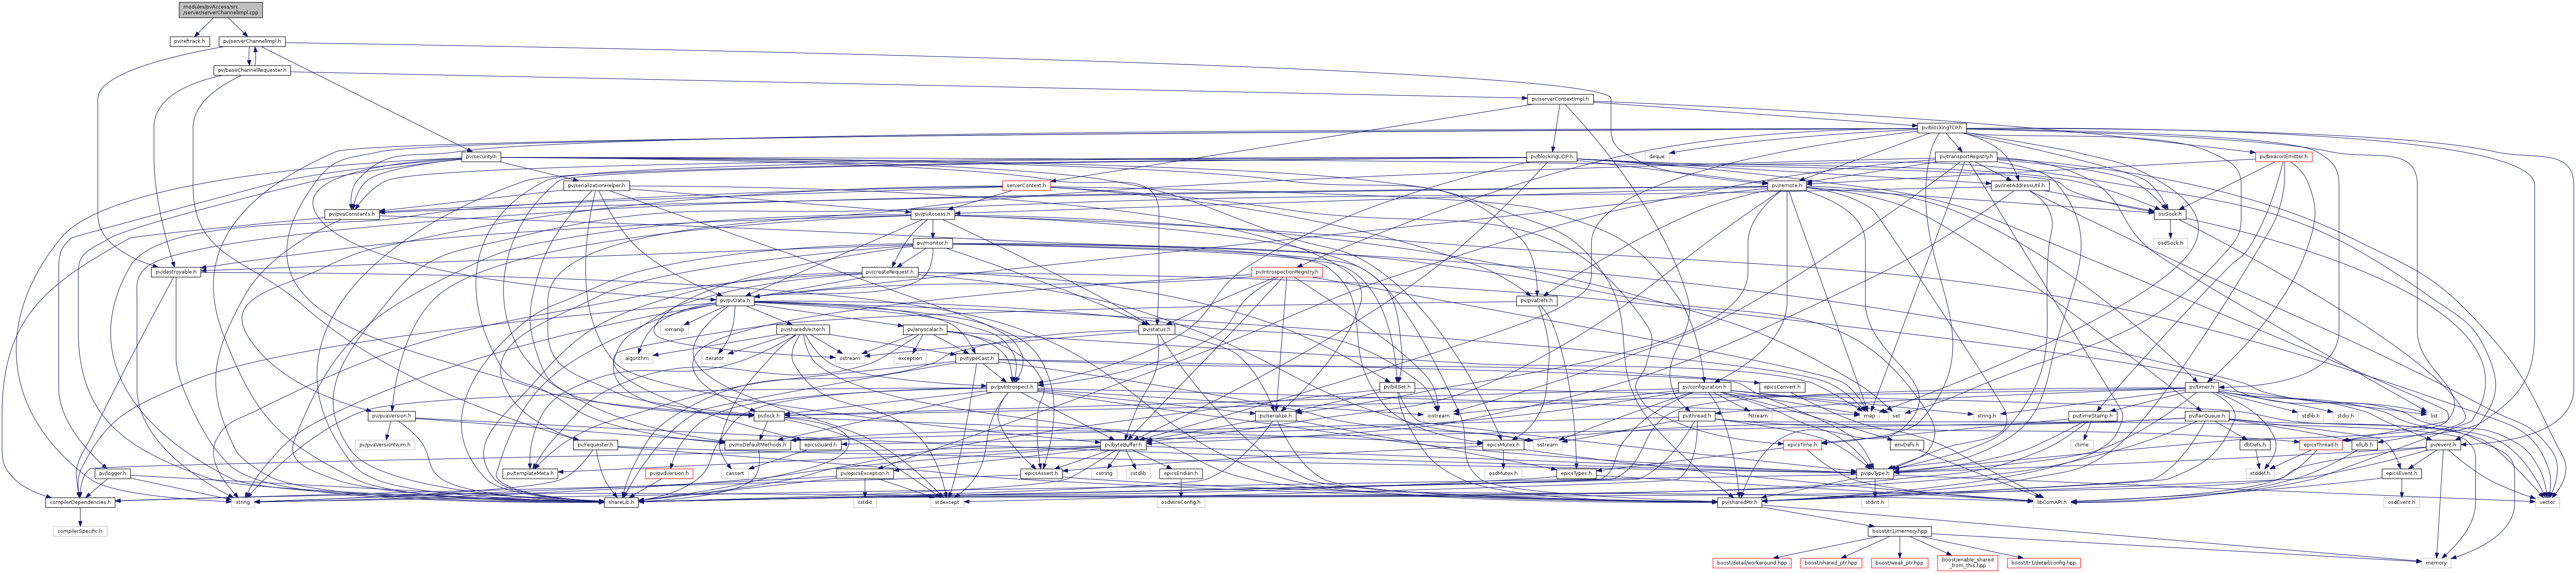 modules/pvAccess/src
/server/serverChannelImpl.cpp
pv/reftrack.h
pv/serverChannelImpl.h
pv/baseChannelRequester.h
pv/serverContextImpl.h
pv/blockingTCP.h
pv/security.h
pv/blockingUDP.h
deque
pv/transportRegistry.h
pv/beaconEmitter.h
pv/serializationHelper.h
serverContext.h
pv/remote.h
pv/inetAddressUtil.h
pv/pvaConstants.h
pv/pvAccess.h
osiSock.h
pv/monitor.h
osdSock.h
pv/destroyable.h
pv/createRequest.h
pv/introspectionRegistry.h
pv/pvData.h
pv/pvaDefs.h
iomanip
pv/sharedVector.h
pv/anyscalar.h
pv/status.h
algorithm
iterator
ostream
ostream
exception
pv/typeCast.h
pv/pvIntrospect.h
pv/bitSet.h
epicsConvert.h
pv/configuration.h
pv/timer.h
pv/pvaVersion.h
pv/lock.h
pv/serialize.h
ostream
fstream
pv/thread.h
map
set
string.h
pv/timeStamp.h
stdlib.h
stdio.h
pv/fairQueue.h
list
pv/pvaVersionNum.h
pv/requester.h
pv/noDefaultMethods.h
epicsGuard.h
pv/byteBuffer.h
sstream
epicsMutex.h
epicsTime.h
envDefs.h
ctime
dbDefs.h
epicsThread.h
ellLib.h
pv/event.h
pv/logger.h
pv/templateMeta.h
pv/pvdVersion.h
cassert
pv/epicsException.h
epicsAssert.h
cstring
cstdlib
epicsEndian.h
osdMutex.h
epicsTypes.h
pv/pvType.h
stddef.h
epicsEvent.h
compilerDependencies.h
string
shareLib.h
cstdio
stdexcept
osdWireConfig.h
pv/sharedPtr.h
stdint.h
libComAPI.h
osdEvent.h
vector
compilerSpecific.h
boost/tr1/memory.hpp
boost/detail/workaround.hpp
boost/shared_ptr.hpp
boost/weak_ptr.hpp
boost/enable_shared
_from_this.hpp
boost/tr1/detail/config.hpp
memory